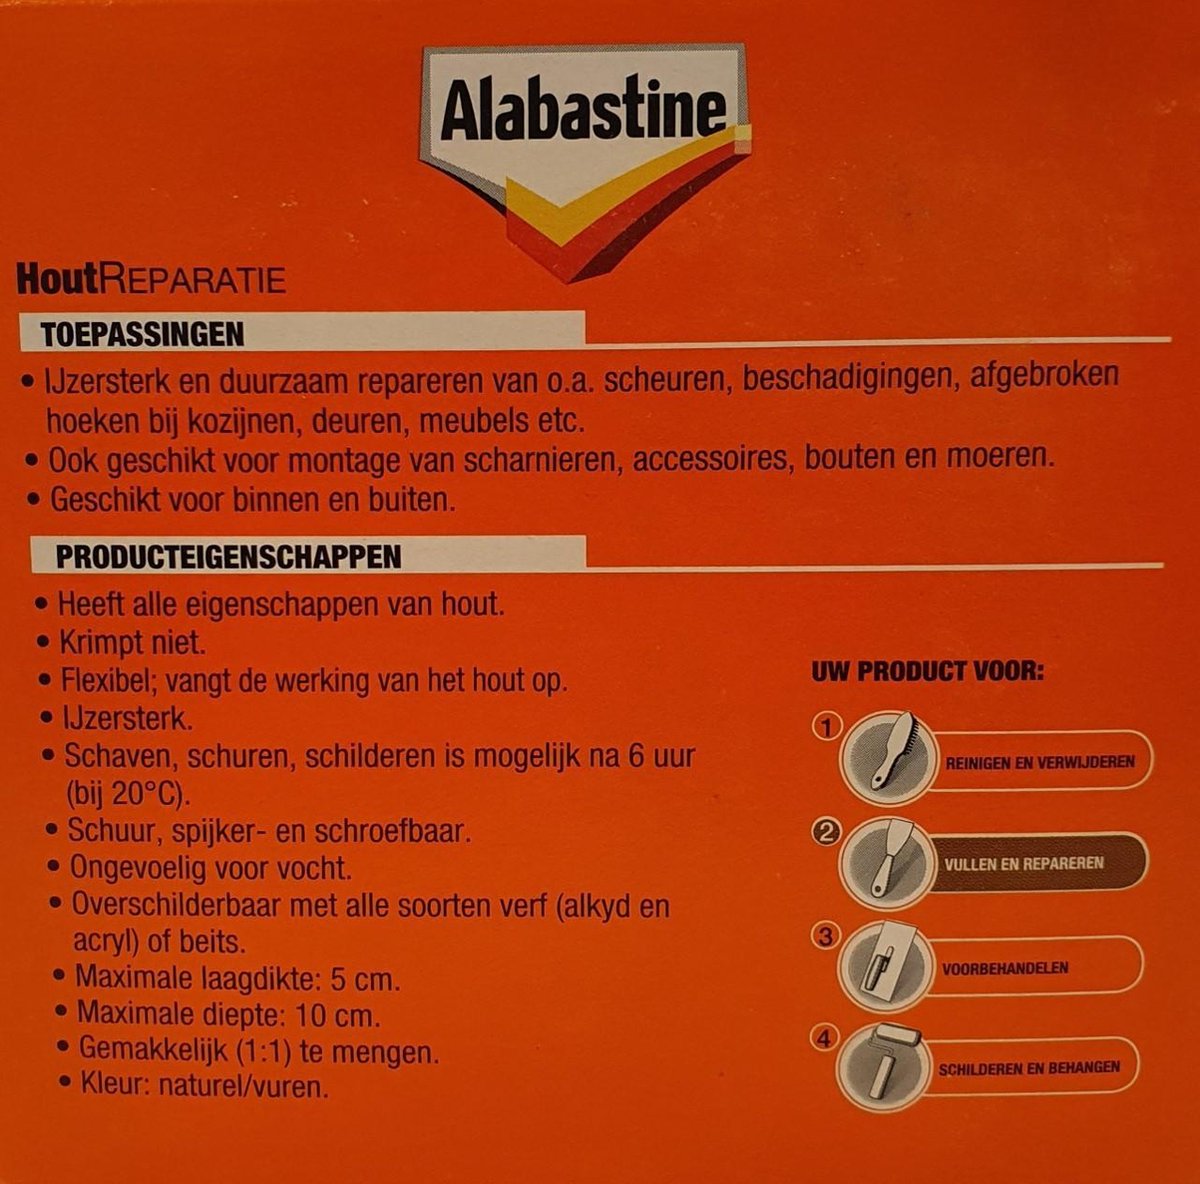 Alabastine
HoutREPARATIE
TOEPASSINGEN
• IJzersterk en duurzaam repareren van o.a. scheuren, beschadigingen, afgebroken
hoeken bij kozijnen, deuren, meubels etc.
• Ook geschikt voor montage van scharnieren, accessoires, bouten en moeren.
• Geschikt voor binnen en buiten.
PRODUCTEIGENSCHAPPEN
• Heeft alle eigenschappen van hout.
• Krimpt niet.
• Flexibel; vangt de werking van het hout op.
• IJzersterk.
• Schaven, schuren, schilderen is mogelijk na 6 uur
(bij 20°C).
• Schuur, spijker- en schroefbaar.
• Ongevoelig voor vocht.
• Overschilderbaar met alle soorten verf (alkyd en
acryl) of beits.
• Maximale laagdikte: 5 cm.
• Maximale diepte: 10 cm.
• Gemakkelijk (1:1) te mengen.
• Kleur: naturel/vuren.
UW PRODUCT VOOR:
1 REINIGEN EN VERWIJDEREN
2 VULLEN EN REPAREREN
3 VOORBEHANDELEN
4 SCHILDEREN EN BEHANGEN